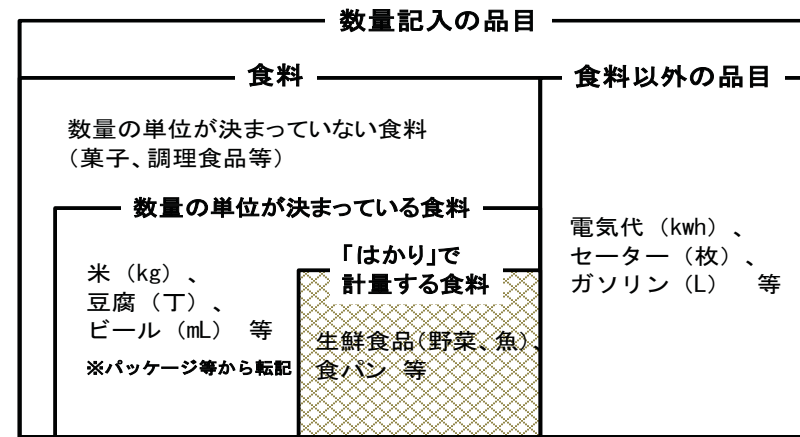 数量記入の品目
食料
食料以外の品目
数量の単位が決まっていない食料
（菓子、調理食品等）
数量の単位が決まっている食料
米（kg）、
豆腐（丁）、
ビール（mL） 等
※パッケージ等から転記
「はかり」で
計量する食料
生鮮食品（野菜、魚）、
食パン 等
電気代（kwh）、
セーター（枚）、
ガソリン（L） 等